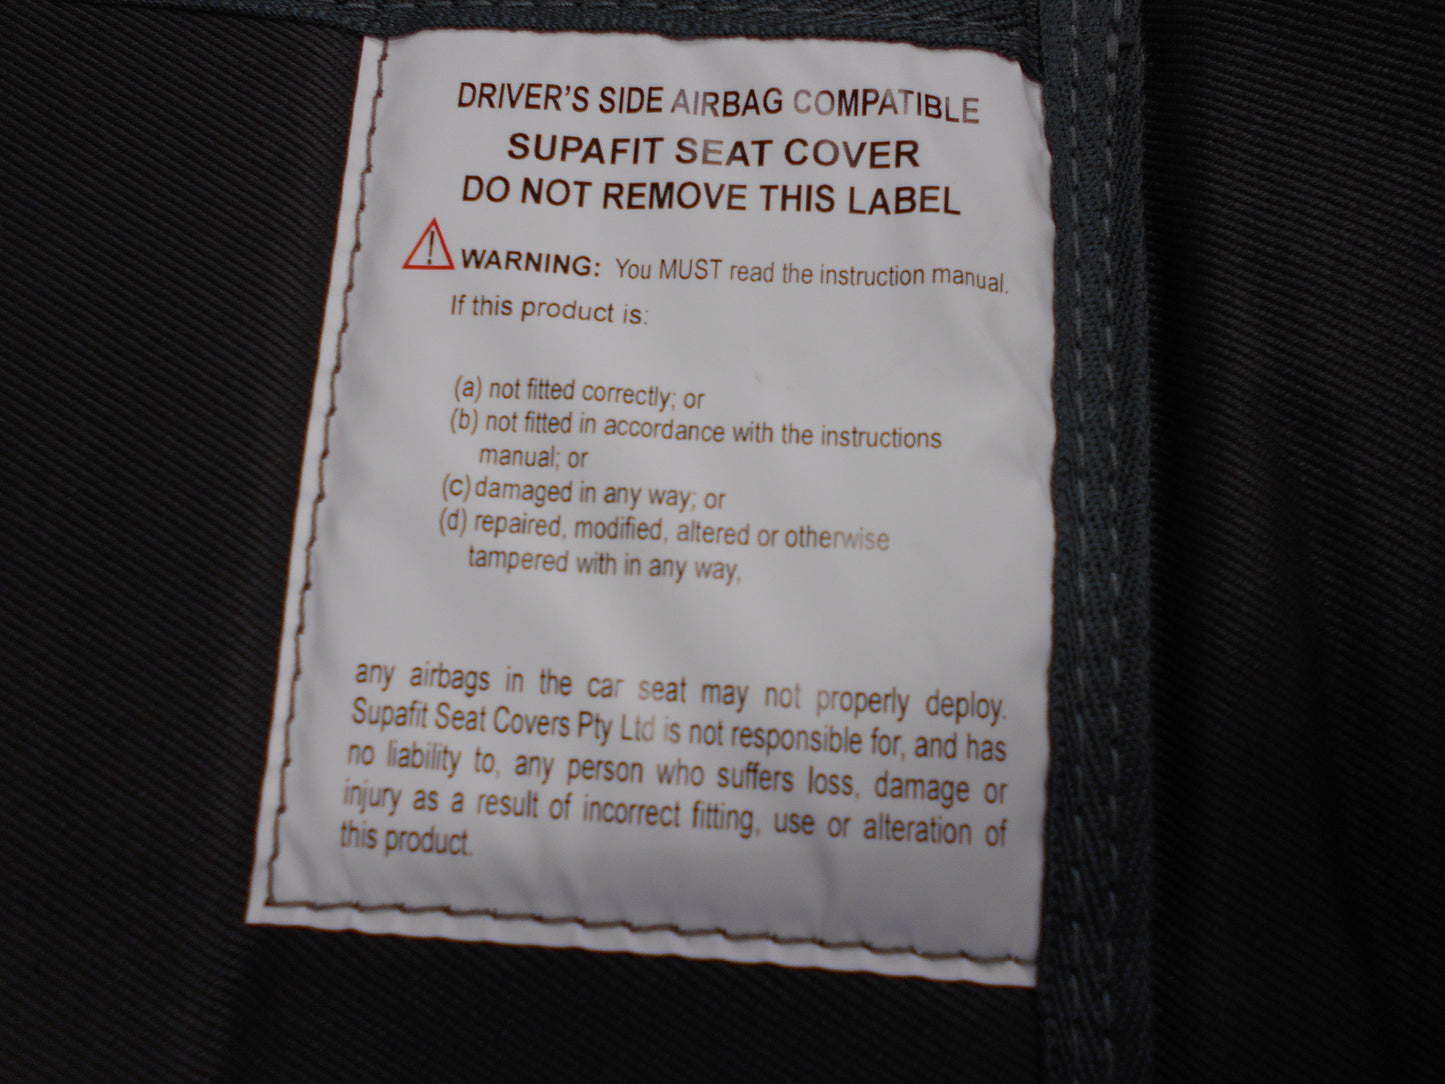 DRIVER'S SIDE AIRBAG COMPATIBLE
SUPAFIT SEAT COVER
DO NOT REMOVE THIS LABEL
WARNING: You MUST read the instruction manual.
If this product is:
(a) not fitted correctly; or
(b) not fitted in accordance with the instructions
manual; or
(c) damaged in any way; or
(d) repaired, modified, altered or otherwise
tampered with in any way,
any airbags in the car seat may not properly deploy.
Supafit Seat Covers Pty Ltd is not responsible for, and has
no liability to, any person who suffers loss, damage or
injury as a result of incorrect fitting, use or alteration of
this product.